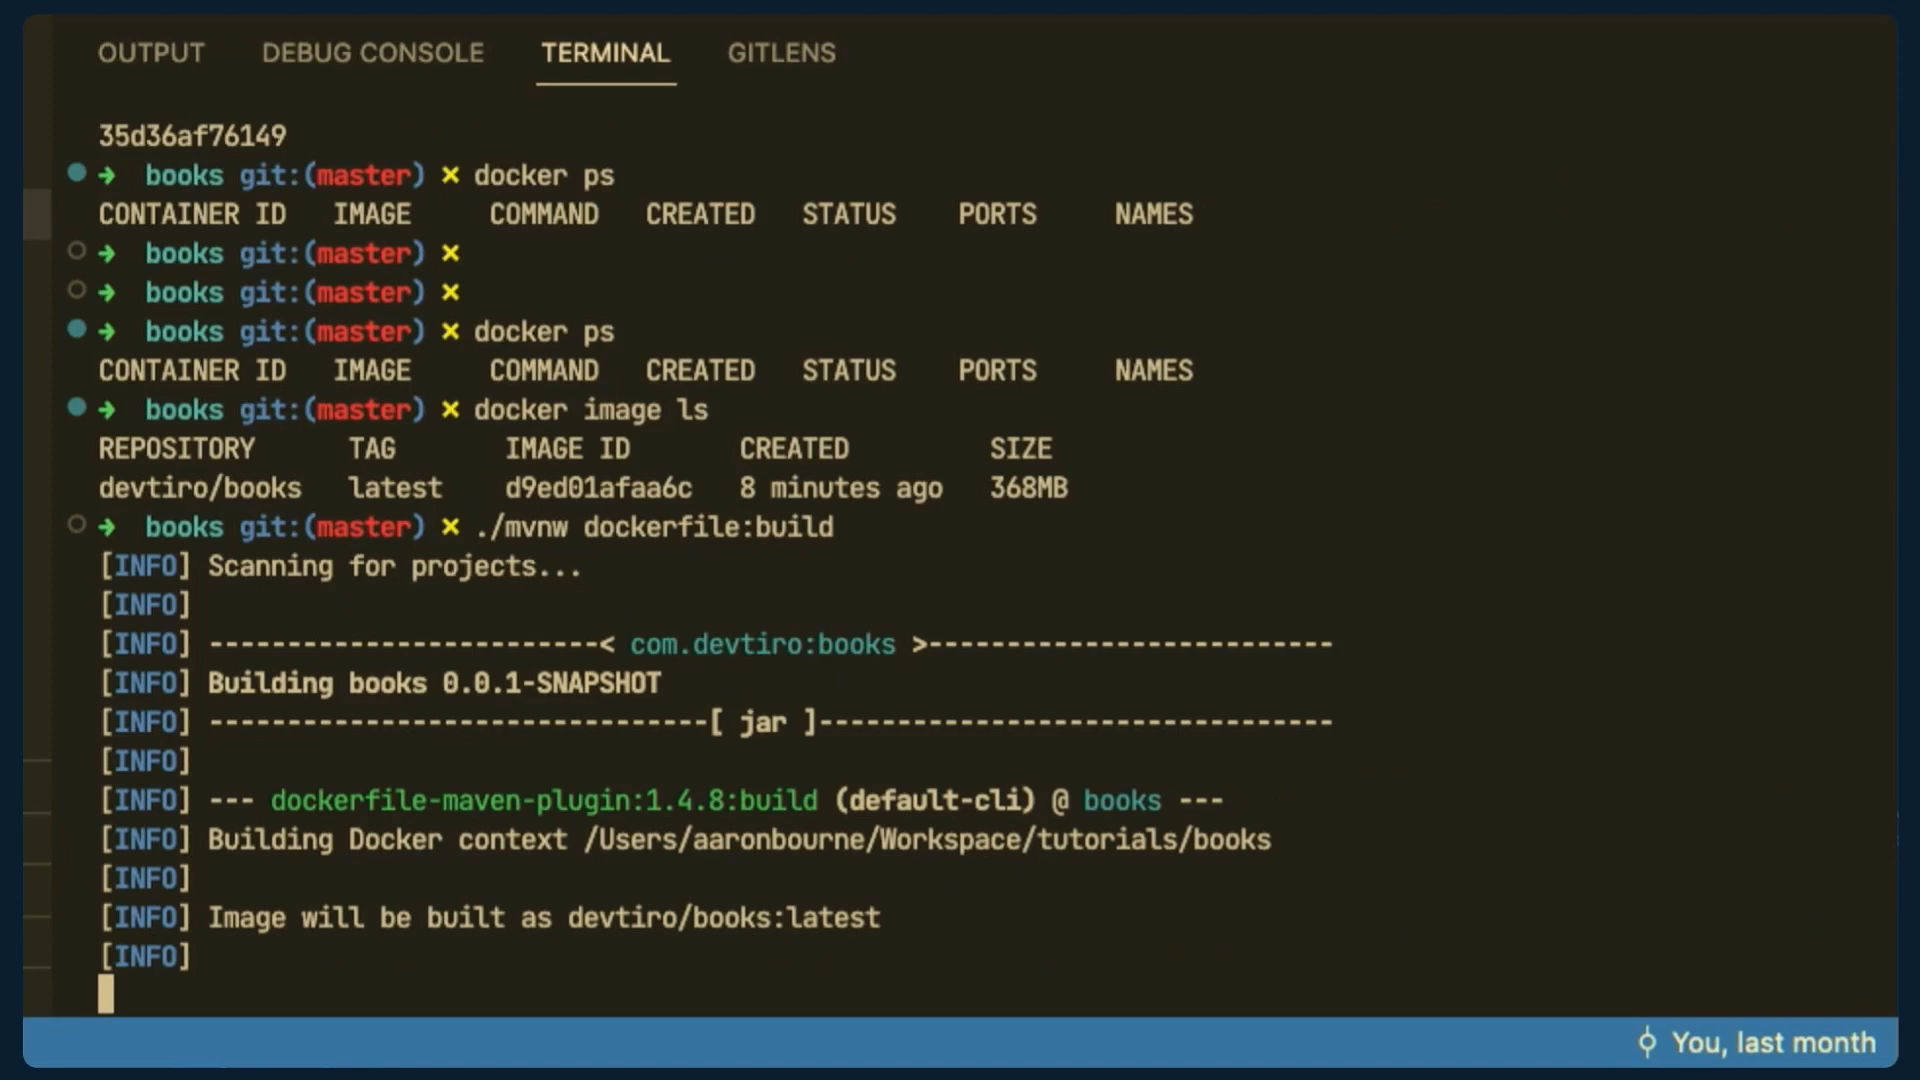 OUTPUT DEBUG CONSOLE TERMINAL GITLENS
35d36af76149
➜ books git:(master) × docker ps
CONTAINER ID IMAGE COMMAND CREATED STATUS PORTS NAMES
➜ books git:(master) ×
➜ books git:(master) ×
➜ books git:(master) × docker ps
CONTAINER ID IMAGE COMMAND CREATED STATUS PORTS NAMES
➜ books git:(master) × docker image ls
REPOSITORY TAG IMAGE ID CREATED SIZE
devtiro/books latest d9ed01afaa6c 8 minutes ago 368MB
➜ books git:(master) × ./mvnw dockerfile:build
[INFO] Scanning for projects...
[INFO]
[INFO] -------------------------< com.devtiro:books >--------------------------
[INFO] Building books 0.0.1-SNAPSHOT
[INFO] --------------------------------[ jar ]---------------------------------
[INFO]
[INFO] --- dockerfile-maven-plugin:1.4.8:build (default-cli) @ books ---
[INFO] Building Docker context /Users/aaronbourne/Workspace/tutorials/books
[INFO]
[INFO] Image will be built as devtiro/books:latest
[INFO]
You, last month